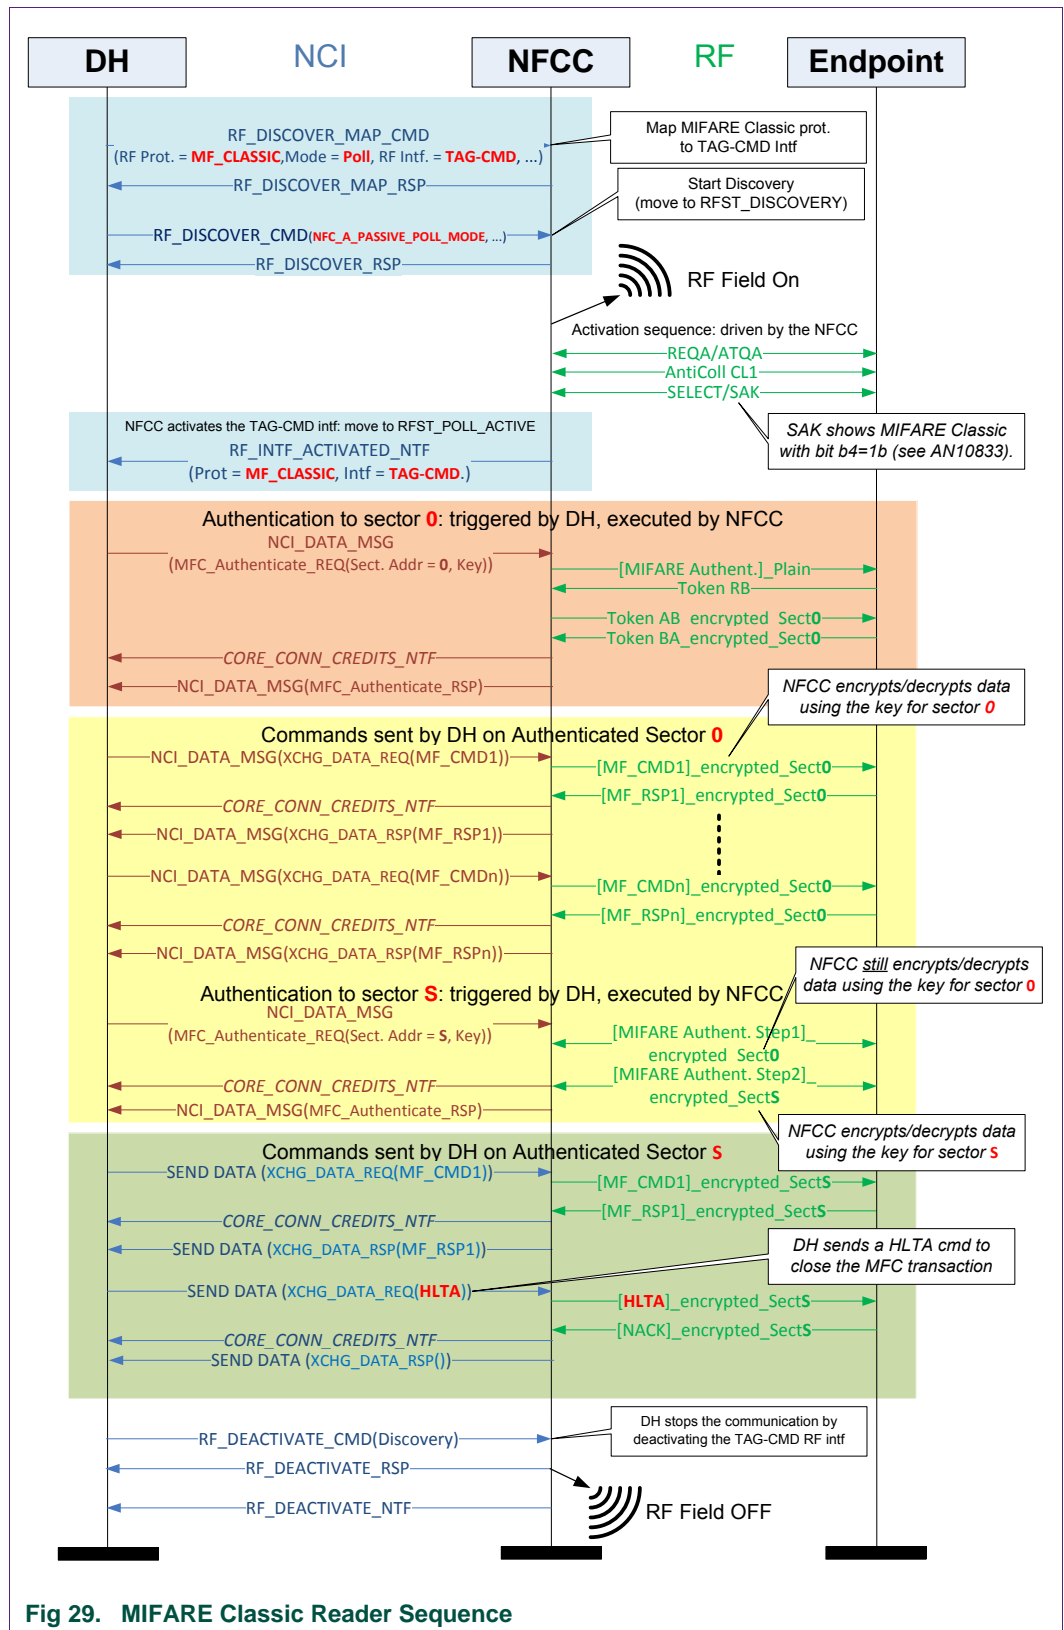 DH
NCI
NFCC
RF
Endpoint
RF_DISCOVER_MAP_CMD
(RF Prot. = MF_CLASSIC,Mode = Poll, RF Intf. = TAG-CMD, ...)
Map MIFARE Classic prot.
to TAG-CMD Intf
RF_DISCOVER_MAP_RSP
Start Discovery
(move to RFST_DISCOVERY)
RF_DISCOVER_CMD(NFC_A_PASSIVE_POLL_MODE, ...)
RF_DISCOVER_RSP
RF Field On
Activation sequence: driven by the NFCC
REQA/ATQA
AntiColl CL1
SELECT/SAK
NFCC activates the TAG-CMD intf: move to RFST_POLL_ACTIVE
RF_INTF_ACTIVATED_NTF
(Prot = MF_CLASSIC, Intf = TAG-CMD.)
SAK shows MIFARE Classic
with bit b4=1b (see AN10833).
Authentication to sector 0: triggered by DH, executed by NFCC
NCI_DATA_MSG
(MFC_Authenticate_REQ(Sect. Addr = 0, Key))
[MIFARE Authent.]_Plain
Token RB
Token AB_encrypted_Sect0
Token BA_encrypted_Sect0
CORE_CONN_CREDITS_NTF
NCI_DATA_MSG(MFC_Authenticate_RSP)
NFCC encrypts/decrypts data
using the key for sector 0
Commands sent by DH on Authenticated Sector 0
NCI_DATA_MSG(XCHG_DATA_REQ(MF_CMD1))
[MF_CMD1]_encrypted_Sect0
[MF_RSP1]_encrypted_Sect0
CORE_CONN_CREDITS_NTF
NCI_DATA_MSG(XCHG_DATA_RSP(MF_RSP1))
NCI_DATA_MSG(XCHG_DATA_REQ(MF_CMDn))
[MF_CMDn]_encrypted_Sect0
[MF_RSPn]_encrypted_Sect0
CORE_CONN_CREDITS_NTF
NCI_DATA_MSG(XCHG_DATA_RSP(MF_RSPn))
NFCC still encrypts/decrypts
data using the key for sector 0
Authentication to sector S: triggered by DH, executed by NFCC
NCI_DATA_MSG
(MFC_Authenticate_REQ(Sect. Addr = S, Key))
[MIFARE Authent. Step1]_
encrypted_Sect0
[MIFARE Authent. Step2]_
encrypted_SectS
CORE_CONN_CREDITS_NTF
NCI_DATA_MSG(MFC_Authenticate_RSP)
NFCC encrypts/decrypts data
using the key for sector S
Commands sent by DH on Authenticated Sector S
SEND DATA (XCHG_DATA_REQ(MF_CMD1))
[MF_CMD1]_encrypted_SectS
[MF_RSP1]_encrypted_SectS
CORE_CONN_CREDITS_NTF
SEND DATA (XCHG_DATA_RSP(MF_RSP1))
DH sends a HLTA cmd to
close the MFC transaction
SEND DATA (XCHG_DATA_REQ(HLTA))
[HLTA]_encrypted_SectS
[NACK]_encrypted_SectS
CORE_CONN_CREDITS_NTF
SEND DATA (XCHG_DATA_RSP())
DH stops the communication by
deactivating the TAG-CMD RF intf
RF_DEACTIVATE_CMD(Discovery)
RF_DEACTIVATE_RSP
RF_DEACTIVATE_NTF
RF Field OFF
Fig 29. MIFARE Classic Reader Sequence